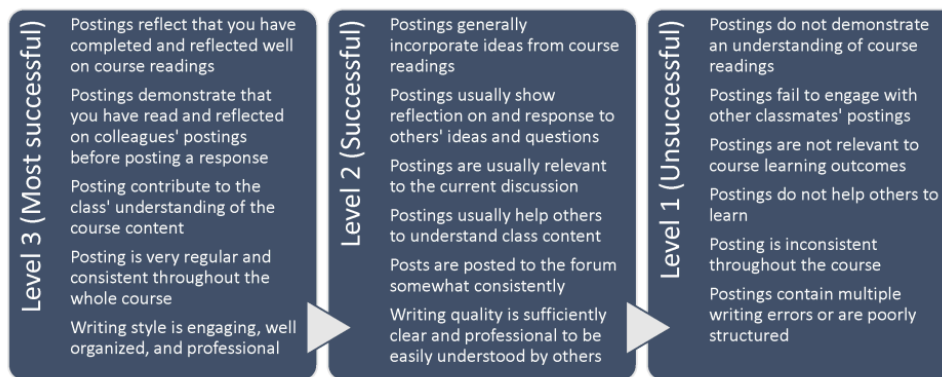 Level 3 (Most successful)
Postings reflect that you have
completed and reflected well
on course readings
Postings demonstrate that
you have read and reflected
on colleagues' postings
before posting a response
Posting contribute to the
class' understanding of the
course content
Posting is very regular and
consistent throughout the
whole course
Writing style is engaging, well
organized, and professional
Level 2 (Successful)
Postings generally
incorporate ideas from course
readings
Postings usually show
reflection on and response to
others' ideas and questions
Postings are usually relevant
to the current discussion
Postings usually help others
to understand class content
Posts are posted to the forum
somewhat consistently
Writing quality is sufficiently
clear and professional to be
easily understood by others
Level 1 (Unsuccessful)
Postings do not demonstrate
an understanding of course
readings
Postings fail to engage with
other classmates' postings
Postings are not relevant to
course learning outcomes
Postings do not help others to
learn
Posting is inconsistent
throughout the course
Postings contain multiple
writing errors or are poorly
structured